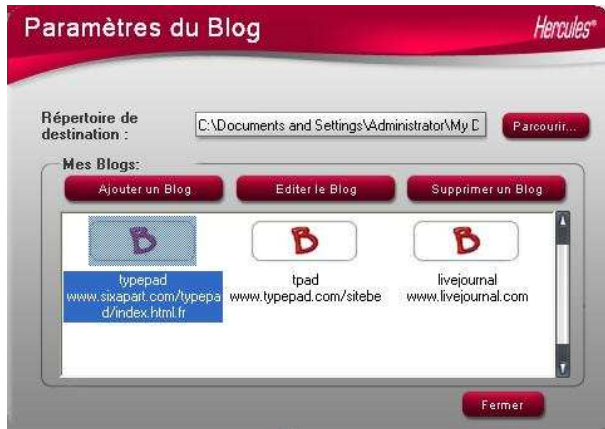 Paramètres du Blog
Hercules®
Répertoire de
destination :
C:\Documents and Settings\Administrator\My D
Parcourir...
Mes Blogs:
Ajouter un Blog
Editer le Blog
Supprimer un Blog
B
B
B
typepad
www.sixapart.com/typepa
d/index.html.fr
tpad
www.typepad.com/sitebe
livejournal
www.livejournal.com
Fermer